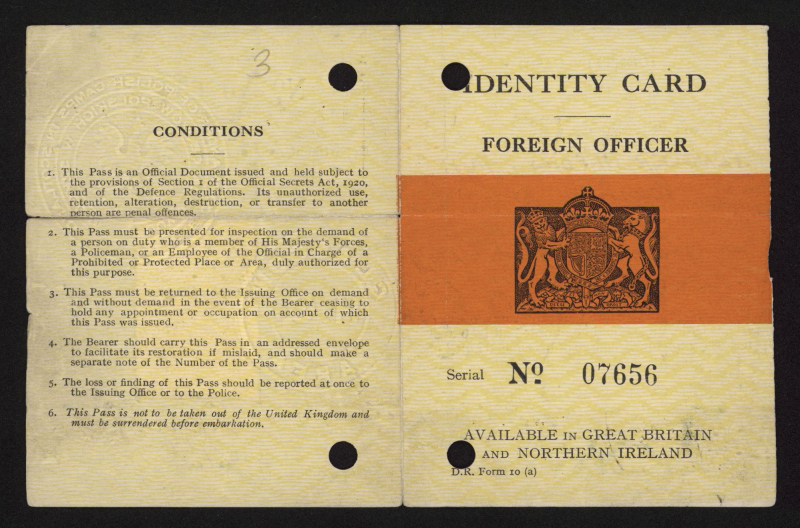 3
CONDITIONS
1. This Pass is an Official Document issued and held subject to
the provisions of Section 1 of the Official Secrets Act, 1920,
and of the Defence Regulations. Its unauthorized use,
retention, alteration, destruction, or transfer to another
person are penal offences.
2. This Pass must be presented for inspection on the demand of
a person on duty who is a member of His Majesty's Forces,
a Policeman, or an Employee of the Official in Charge of a
Prohibited or Protected Place or Area, duly authorized for
this purpose.
3. This Pass must be returned to the Issuing Office on demand
and without demand in the event of the Bearer ceasing to
hold any appointment or occupation on account of which
this Pass was issued.
4. The Bearer should carry this Pass in an addressed envelope
to facilitate its restoration if mislaid, and should make a
separate note of the Number of the Pass.
5. The loss or finding of this Pass should be reported at once to
the Issuing Office or to the Police.
6. This Pass is not to be taken out of the United Kingdom and
must be surrendered before embarkation.
IDENTITY CARD
FOREIGN OFFICER
Serial No 07656
AVAILABLE IN GREAT BRITAIN
AND NORTHERN IRELAND
D.R. Form 10 (a)